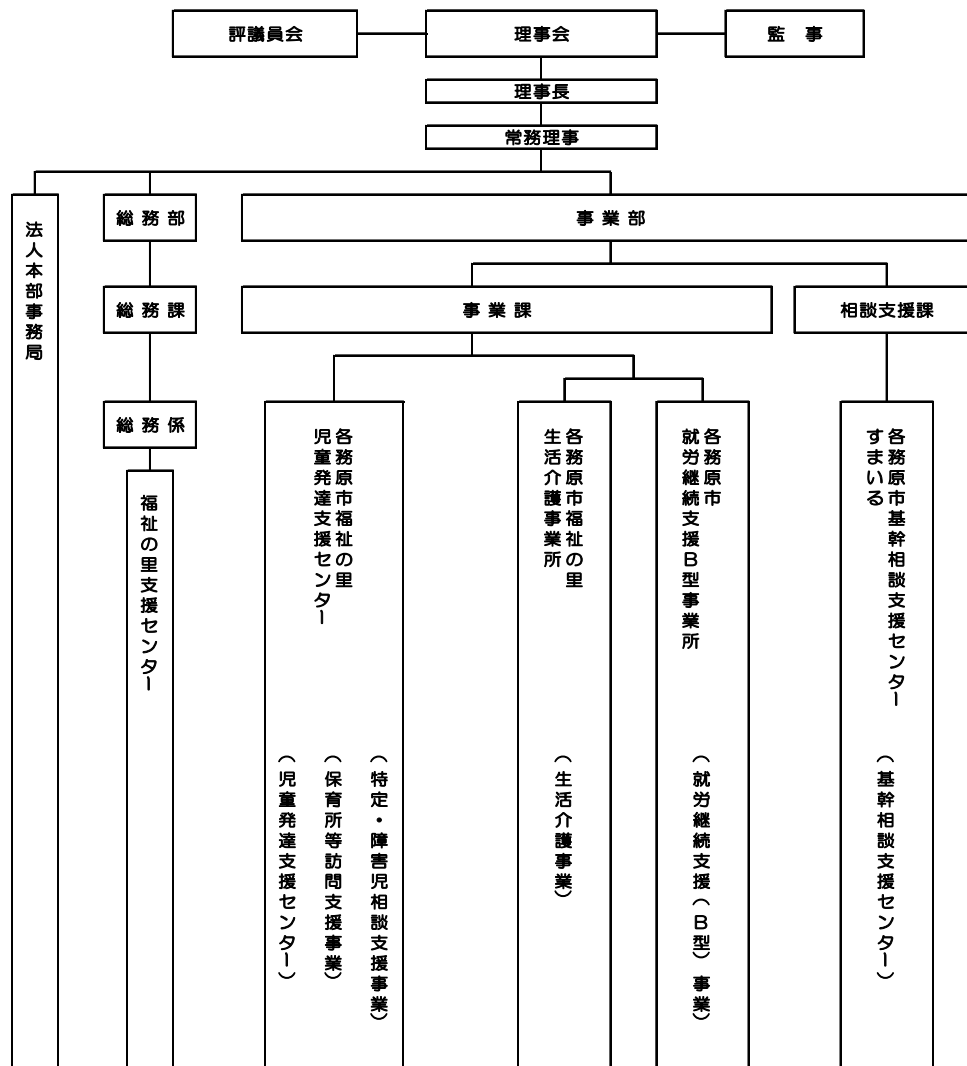 評議員会
理事会
監　事
理事長
常務理事
法人本部事務局
総 務 部
事 業 部
総 務 課
事 業 課
相談支援課
総 務 係
福祉の里支援センター
各務原市福祉の里
児童発達支援センター
（特定・障害児相談支援事業）
（保育所等訪問支援事業）
（児童発達支援センター）
各務原市福祉の里
生活介護事業所
（生活介護事業）
各務原市
就労継続支援Ｂ型事業所
（就労継続支援（Ｂ型）事業）
各務原市基幹相談支援センター
すまいる
（基幹相談支援センター）